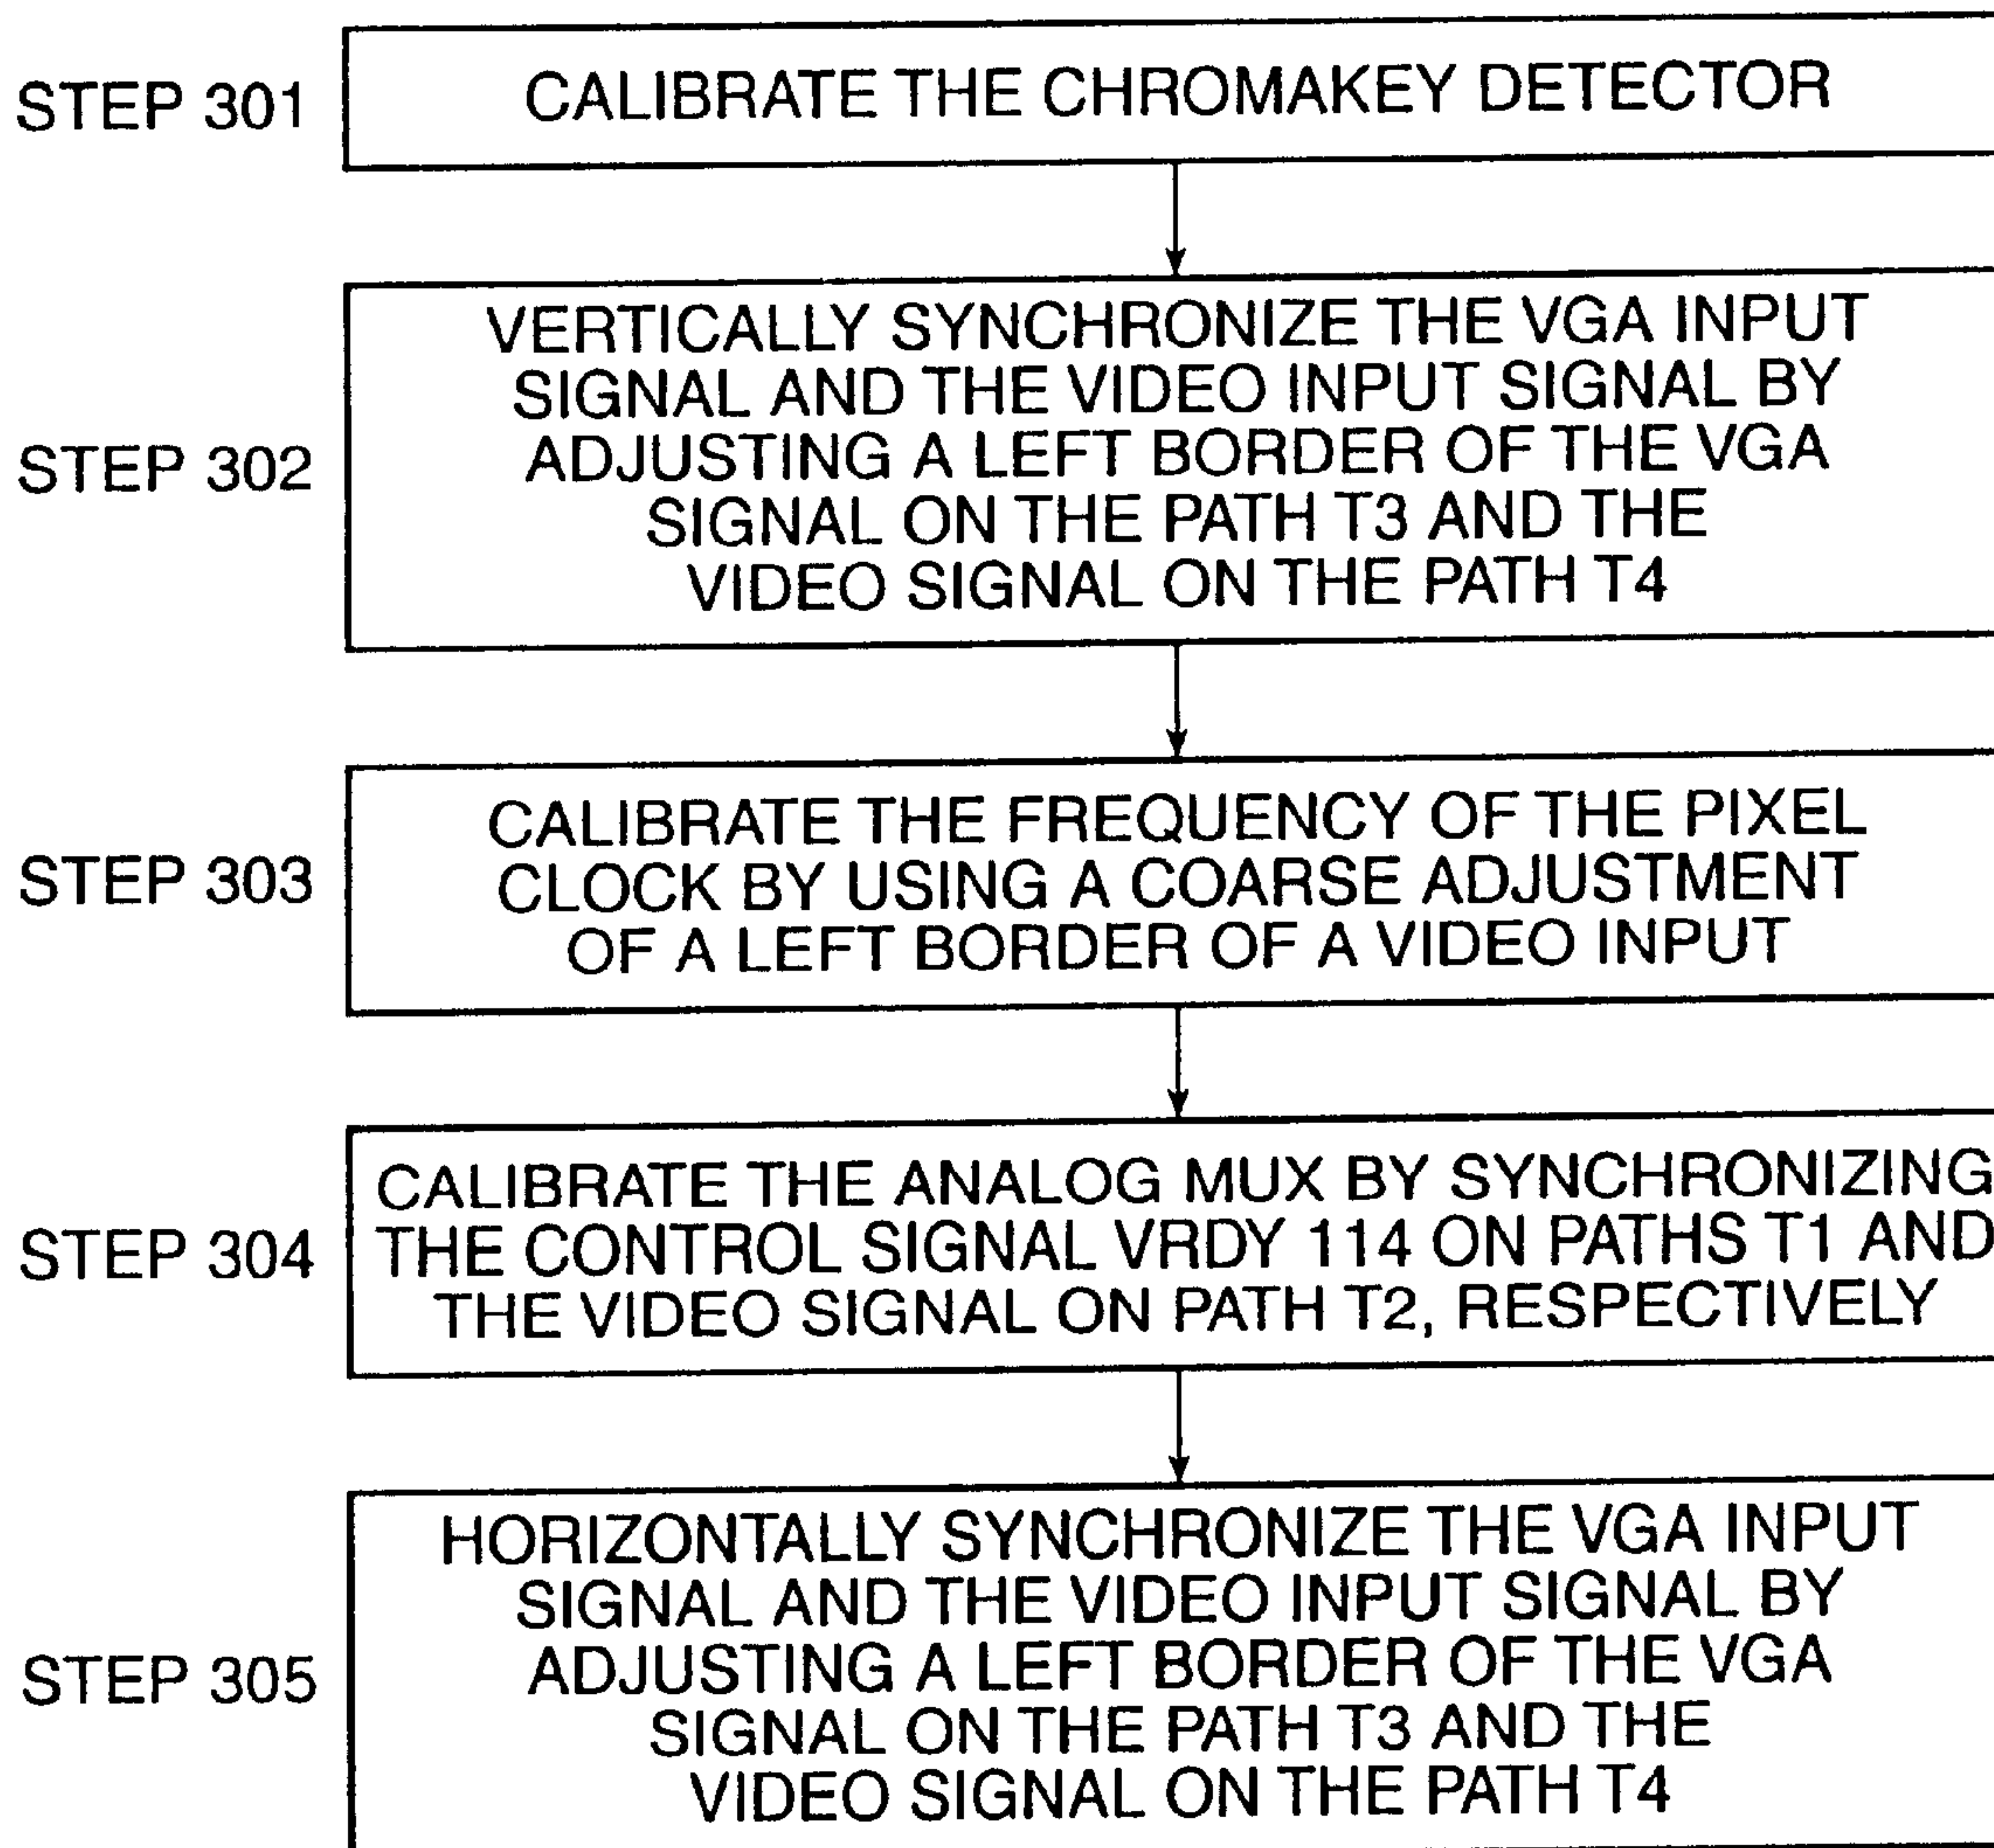 STEP 301
CALIBRATE THE CHROMAKEY DETECTOR
STEP 302
VERTICALLY SYNCHRONIZE THE VGA INPUT
SIGNAL AND THE VIDEO INPUT SIGNAL BY
ADJUSTING A LEFT BORDER OF THE VGA
SIGNAL ON THE PATH T3 AND THE
VIDEO SIGNAL ON THE PATH T4
STEP 303
CALIBRATE THE FREQUENCY OF THE PIXEL
CLOCK BY USING A COARSE ADJUSTMENT
OF A LEFT BORDER OF A VIDEO INPUT
STEP 304
CALIBRATE THE ANALOG MUX BY SYNCHRONIZING
THE CONTROL SIGNAL VRDY 114 ON PATHS T1 AND
THE VIDEO SIGNAL ON PATH T2, RESPECTIVELY
STEP 305
HORIZONTALLY SYNCHRONIZE THE VGA INPUT
SIGNAL AND THE VIDEO INPUT SIGNAL BY
ADJUSTING A LEFT BORDER OF THE VGA
SIGNAL ON THE PATH T3 AND THE
VIDEO SIGNAL ON THE PATH T4